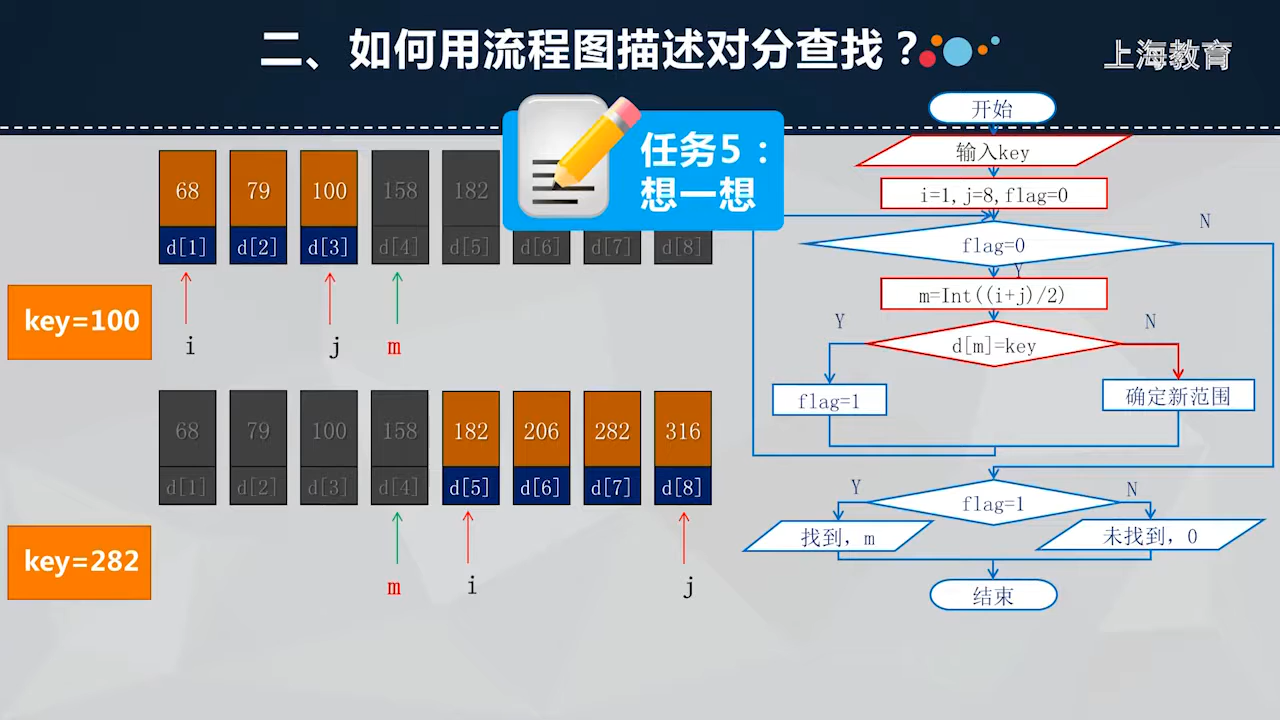 二、如何用流程图描述对分查找？
上海教育
任务5：
想一想
68 79 100 158 182
d[1] d[2] d[3] d[4] d[5] d[6] d[7] d[8]
key=100
i j m
68 79 100 158 182 206 282 316
d[1] d[2] d[3] d[4] d[5] d[6] d[7] d[8]
key=282
m i j
开始
输入key
i=1,j=8,flag=0
flag=0
N
Y
m=Int((i+j)/2)
Y
N
d[m]=key
flag=1
确定新范围
Y
N
flag=1
找到，m
未找到，0
结束